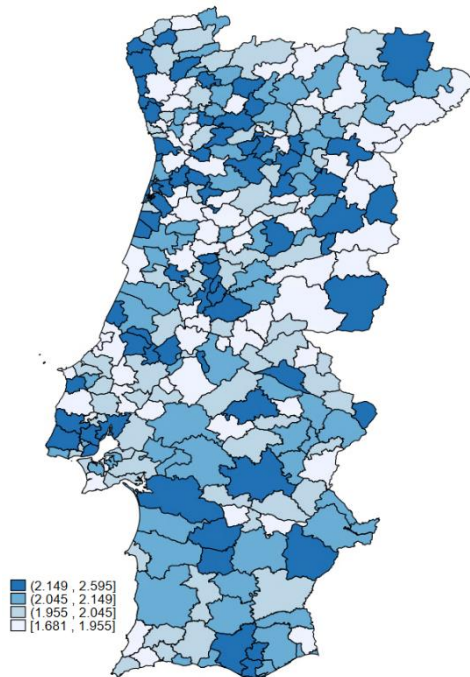 (2.149 , 2.595]
(2.045 , 2.149]
(1.955 , 2.045]
[1.681 , 1.955]